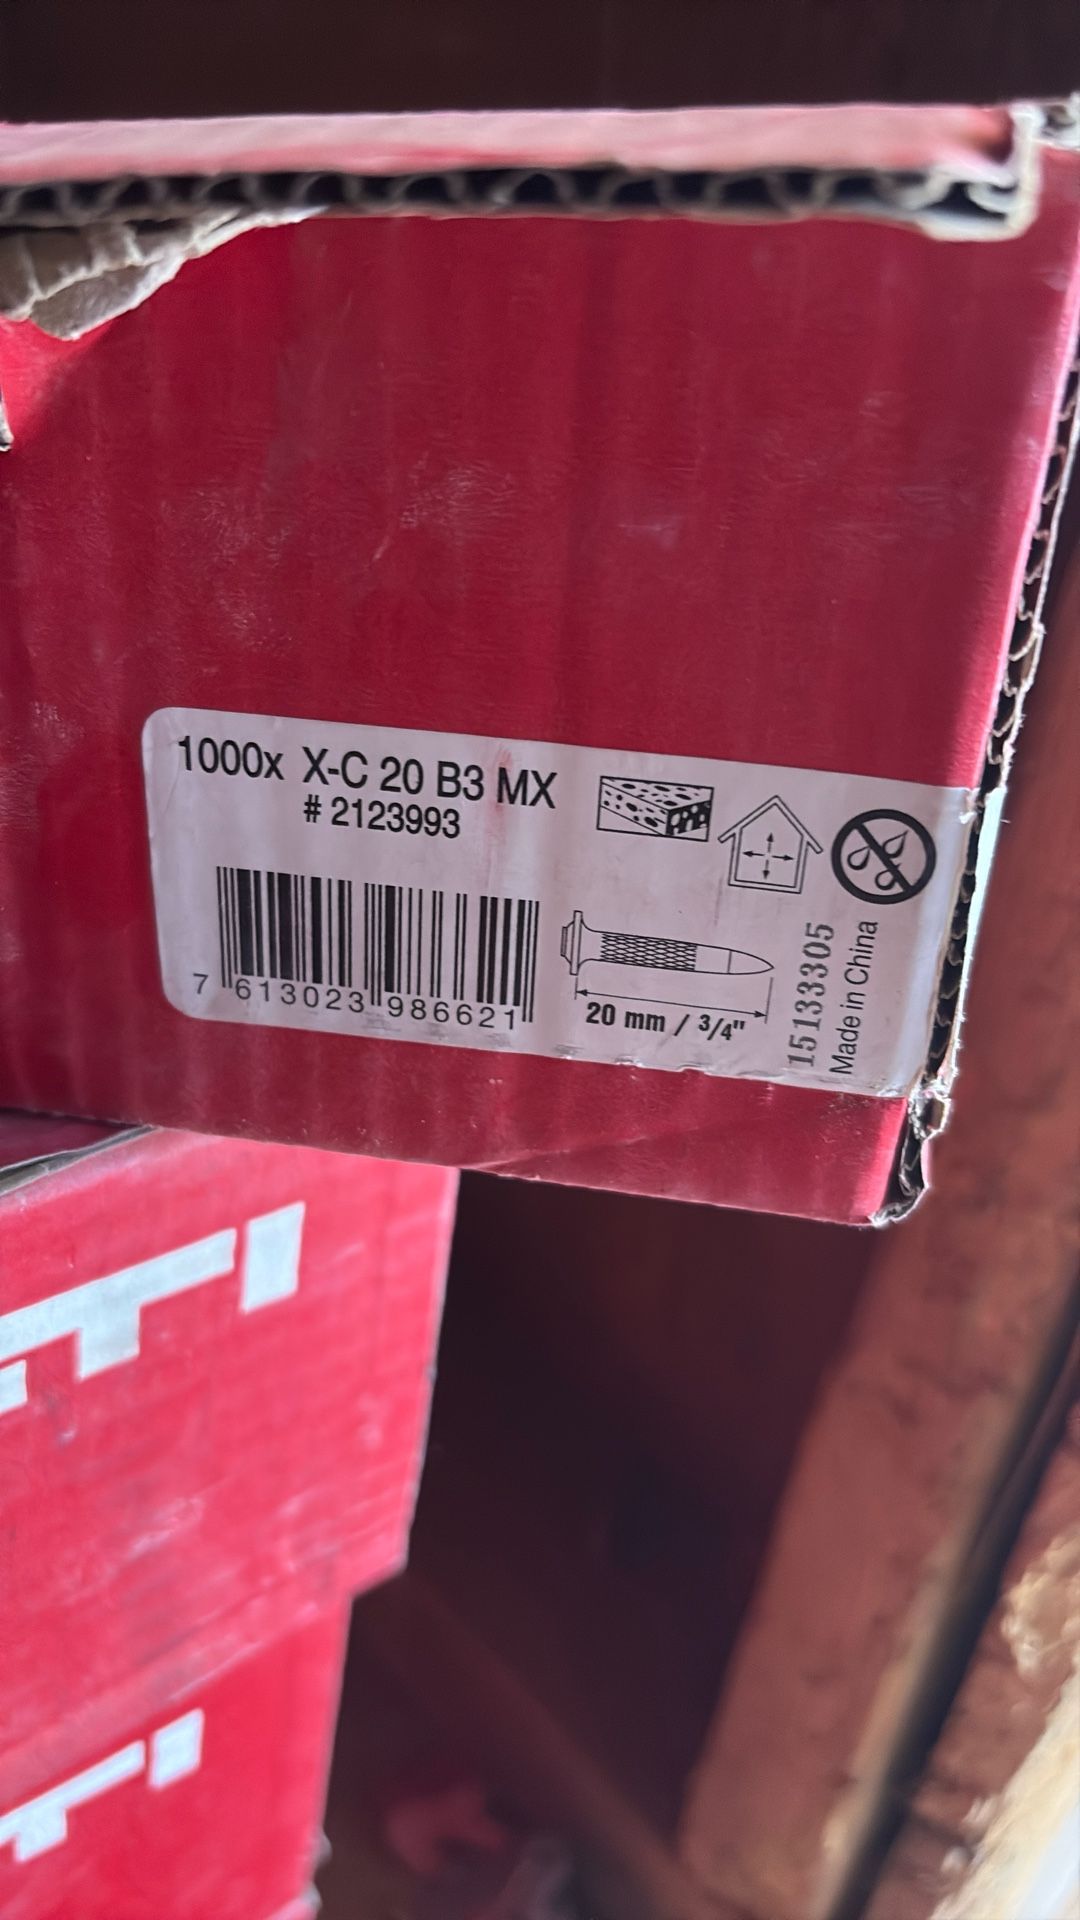 1000x X-C 20 B3 MX
# 2123993
7 613023 986621
20 mm / 3/4"
15133305
Made in China